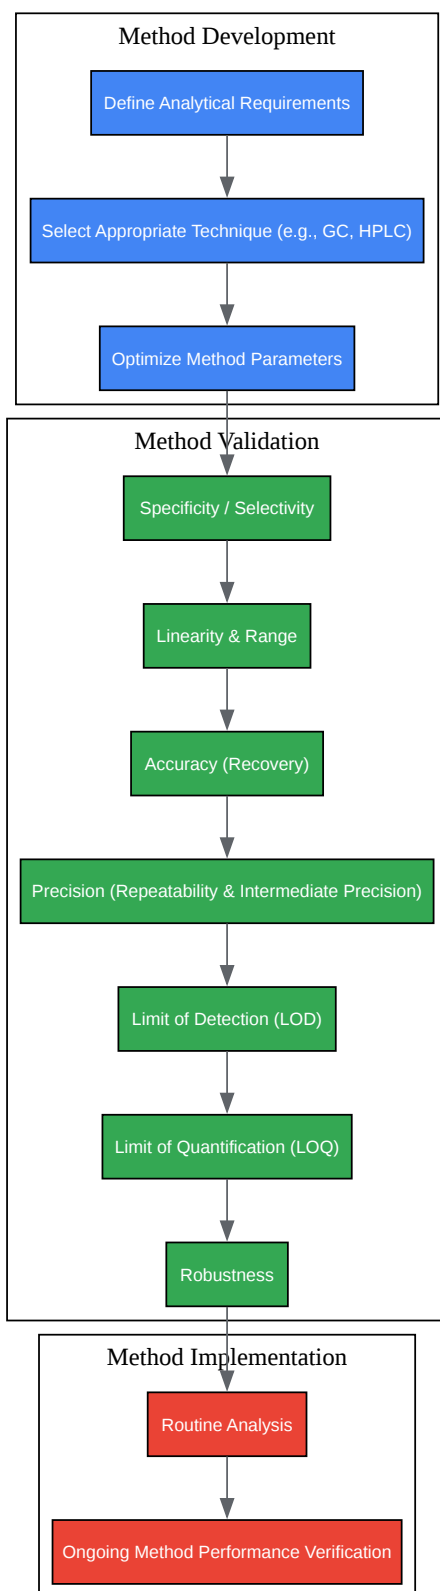 Method Development
Define Analytical Requirements
Select Appropriate Technique (e.g., GC, HPLC)
Optimize Method Parameters
Method Validation
Specificity / Selectivity
Linearity & Range
Accuracy (Recovery)
Precision (Repeatability & Intermediate Precision)
Limit of Detection (LOD)
Limit of Quantification (LOQ)
Robustness
Method Implementation
Routine Analysis
Ongoing Method Performance Verification